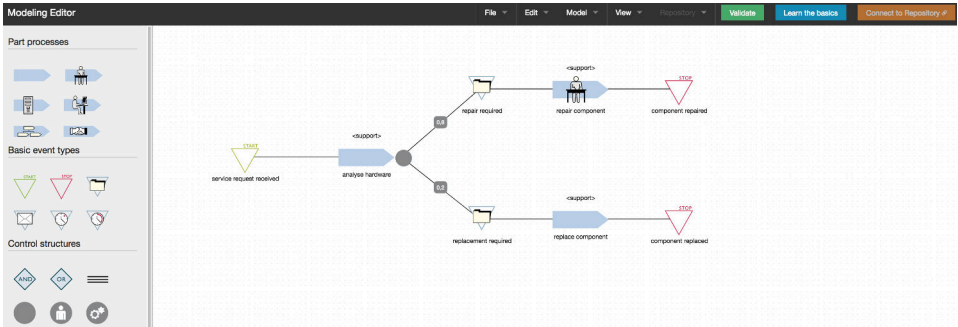 Modeling Editor
File Edit Model View Repository Validate Learn the basics Connect to Repository
Part processes
Basic event types
START STOP
Control structures
AND OR
<support>
STOP
repair required repair component component repaired
0,8
<support>
START
service request received analyse hardware
0,2
<support>
STOP
replacement required replace component component replaced